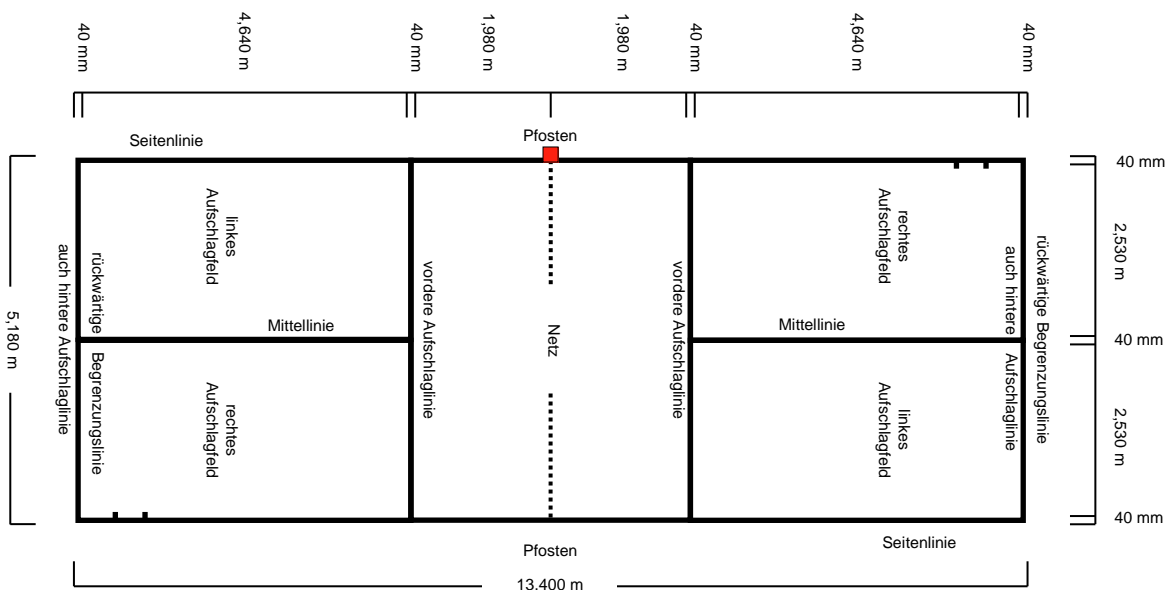 40 mm
4,640 m
40 mm
1,980 m
1,980 m
40 mm
4,640 m
40 mm
Seitenlinie
Pfosten
40 mm
linkes
Aufschlagfeld
rechtes
Aufschlagfeld
2,530 m
auch hintere Aufschlaglinie
rückwärtige Begrenzungslinie
vordere Aufschlaglinie
vordere Aufschlaglinie
auch hintere Aufschlaglinie
rückwärtige Begrenzungslinie
5,180 m
Mittellinie
Netz
Mittellinie
40 mm
rechtes
Aufschlagfeld
linkes
Aufschlagfeld
2,530 m
40 mm
Pfosten
Seitenlinie
13,400 m